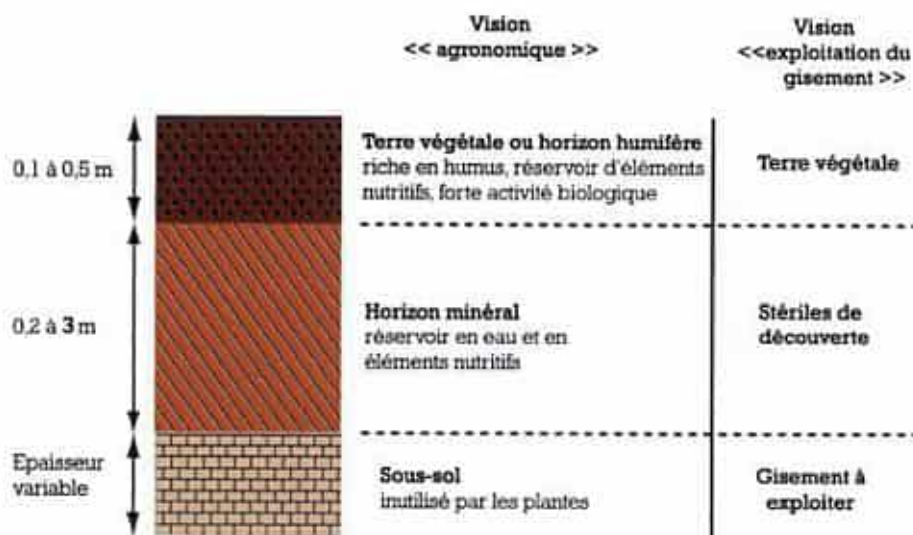 Vision
<< agronomique >>
Vision
<<exploitation du
gisement >>
0,1 à 0,5 m
Terre végétale ou horizon humifère
riche en humus, réservoir d'éléments
nutritifs, forte activité biologique
Terre végétale
0,2 à 3 m
Horizon minéral
réservoir en eau et en
éléments nutritifs
Stériles de
découverte
Epaisseur
variable
Sous-sol
inutilisé par les plantes
Gisement à
exploiter